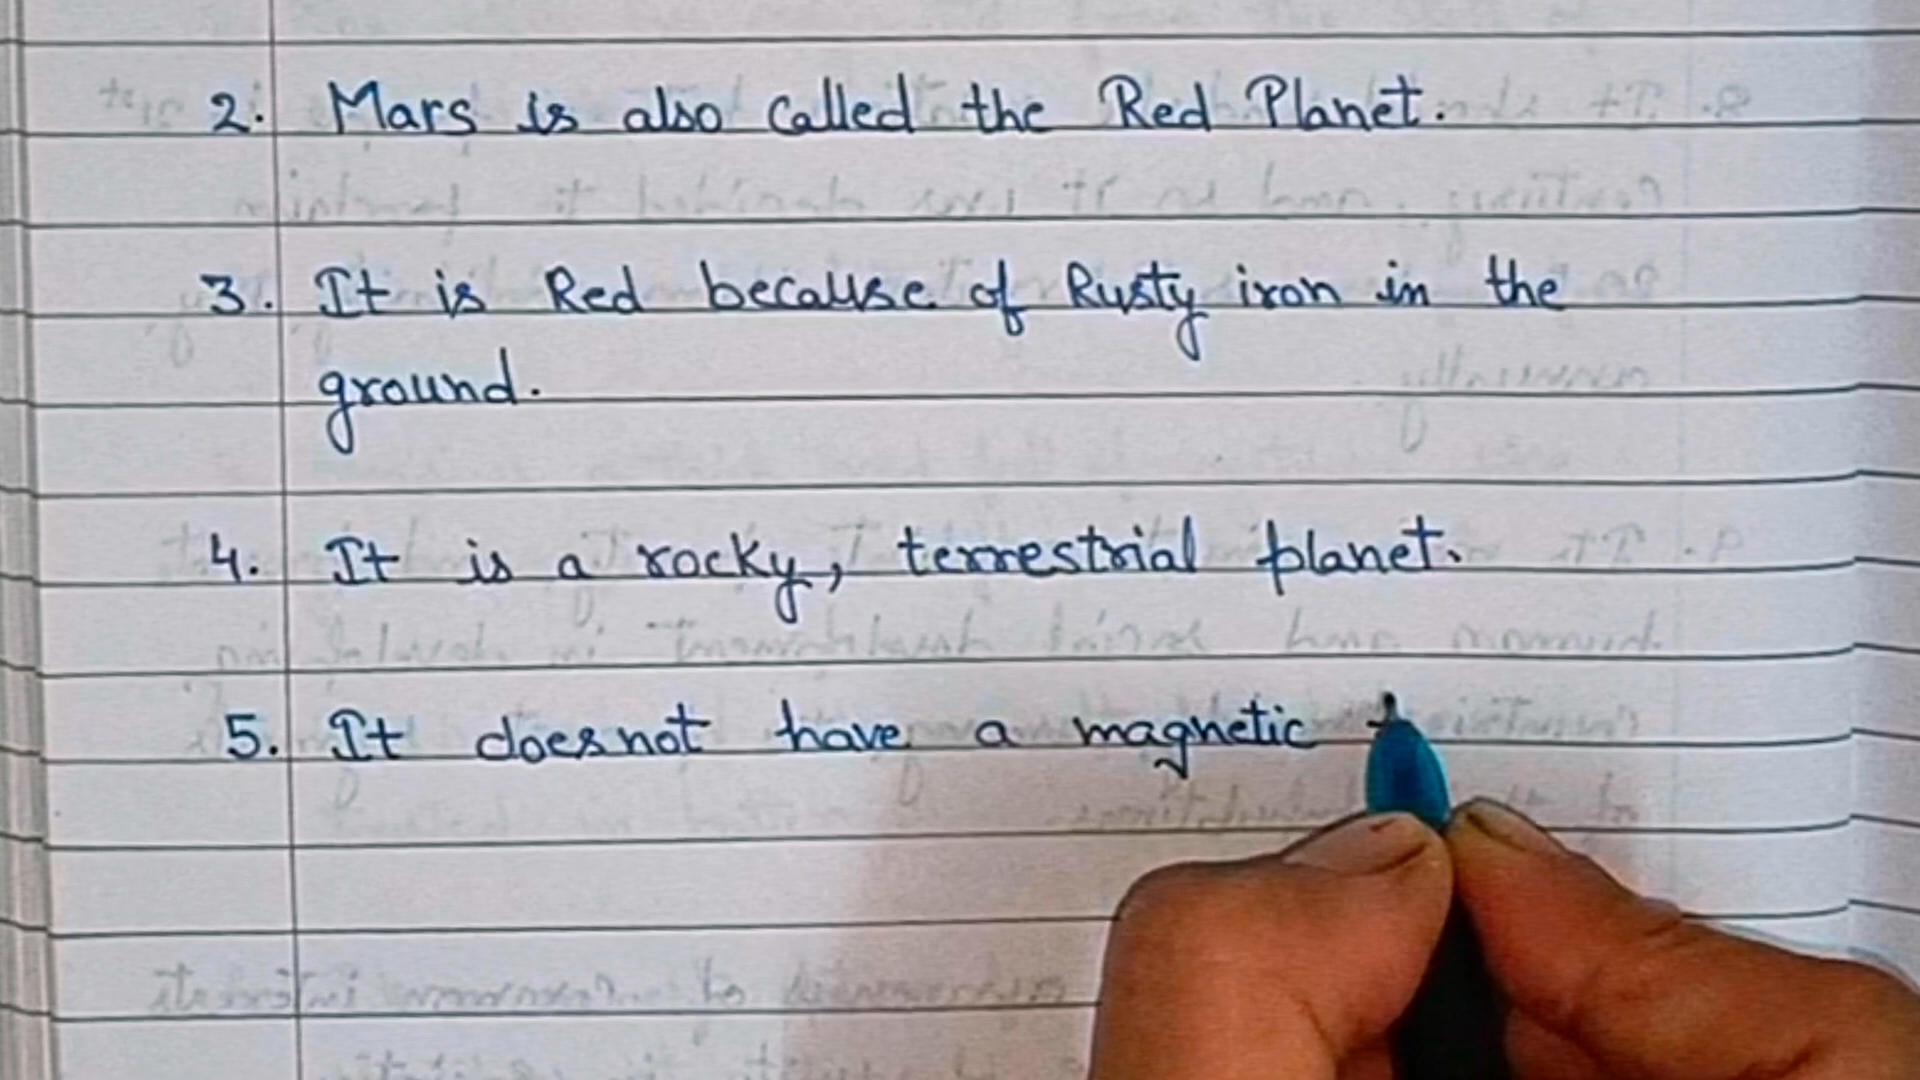 2. Mars is also called the Red Planet.
3. It is Red because of Rusty iron in the
ground.
4. It is a rocky, terrestrial planet.
5. It does not have a magnetic